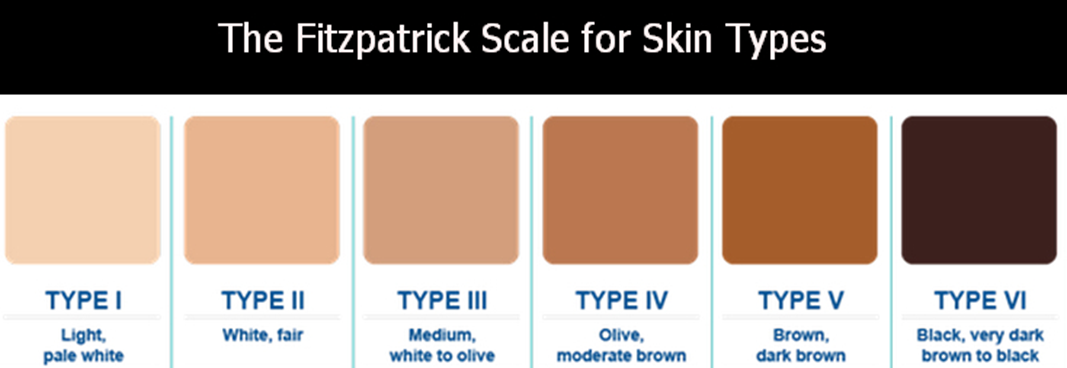 The Fitzpatrick Scale for Skin Types
TYPE I
Light,
pale white
TYPE II
White, fair
TYPE III
Medium,
white to olive
TYPE IV
Olive,
moderate brown
TYPE V
Brown,
dark brown
TYPE VI
Black, very dark
brown to black